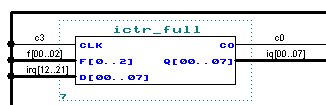 ictr_full
c3 CLK CO c0
f[00..02] F[0..2] Q[00..07] iq[00..07]
irq[12..21] D[00..07]
7